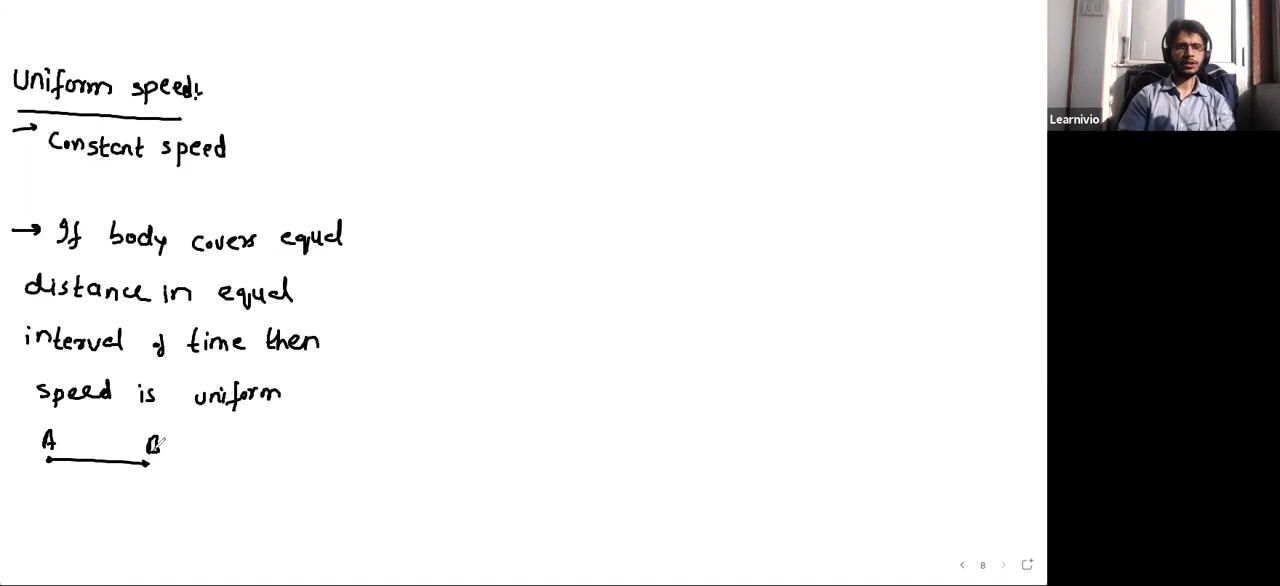 Uniform speed:
→ Constant speed
→ If body covers equal
distance in equal
interval of time then
speed is uniform
A B
Learnivio
8